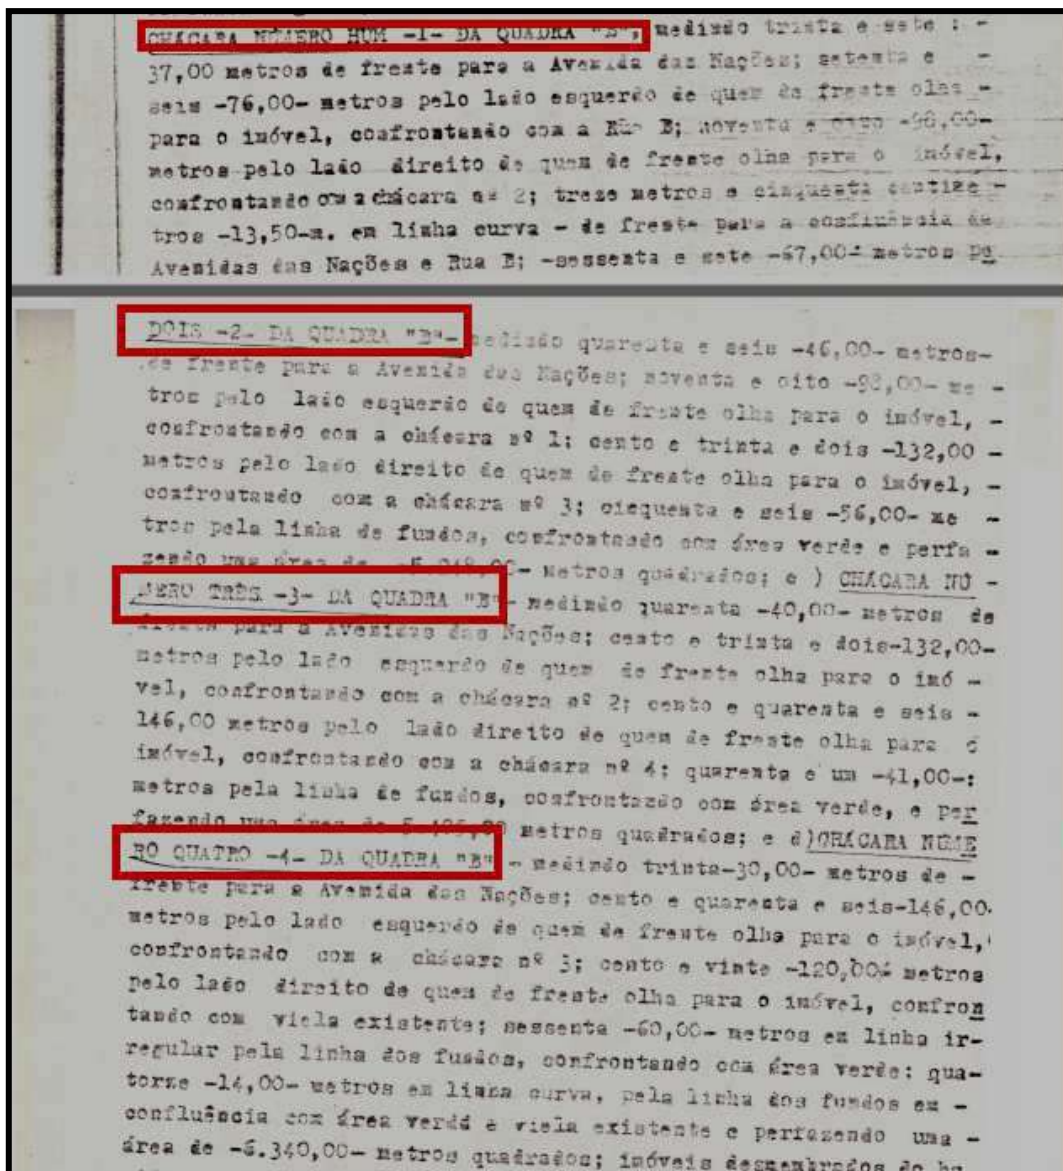 CHÁCARA NÚMERO HUM -1- DA QUADRA "E", medindo trinta e sete : -
37,00 metros de frente para a Avenida das Nações; setenta e -
seis -76,00- metros pelo lado esquerdo de quem de frente olha -
para o imóvel, confrontando com a Rua E; noventa e oito -98,00-
metros pelo lado direito de quem de frente olha para o imóvel,
confrontando com a chácara nº 2; treze metros e cinquenta centime -
tros -13,50-m. em linha curva - de frente para a confluência de
Avenidas das Nações e Rua E; -sessenta e sete -67,00- metros pe
DOIS -2- DA QUADRA "E"- medindo quarenta e seis -46,00- metros-
de frente para a Avenida das Nações; noventa e oito -98,00- me -
tros pelo lado esquerdo de quem de frente olha para o imóvel, -
confrontando com a chácara nº 1; cento e trinta e dois -132,00 -
metros pelo lado direito de quem de frente olha para o imóvel, -
confrontando com a chácara nº 3; cinquenta e seis -56,00- me -
tros pela linha de fundos, confrontando com área verde e perfa -
zendo uma área de metros quadrados; e ) CHÁCARA NÚ -
MERO TRÊS -3- DA QUADRA "E"- medindo quarenta -40,00- metros de
frente para a Avenidas das Nações; cento e trinta e dois-132,00-
metros pelo lado esquerdo de quem de frente olha para o imó -
vel, confrontando com a chácara nº 2; cento e quarenta e seis -
146,00 metros pelo lado direito de quem de frente olha para o
imóvel, confrontando com a chácara nº 4; quarenta e um -41,00-:
metros pela linha de fundos, confrontando com área verde, e per
fazendo uma área de metros quadrados; e d)CHÁCARA NÚME
RO QUATRO -4- DA QUADRA "E" - medindo trinta-30,00- metros de -
frente para a Avenida das Nações; cento e quarenta e seis-146,00-
metros pelo lado esquerdo de quem de frente olha para o imóvel,
confrontando com a chácara nº 3; cento e vinte -120,00- metros
pelo lado direito de quem de frente olha para o imóvel, confron
tando com viela existente; sessenta -60,00- metros em linha ir-
regular pela linha dos fundos, confrontando com área verde; qua-
torze -14,00- metros em linha curva, pela linha dos fundos em -
confluência com área verde e viela existente e perfazendo uma -
área de -6.340,00- metros quadrados; imóveis desmembrados de